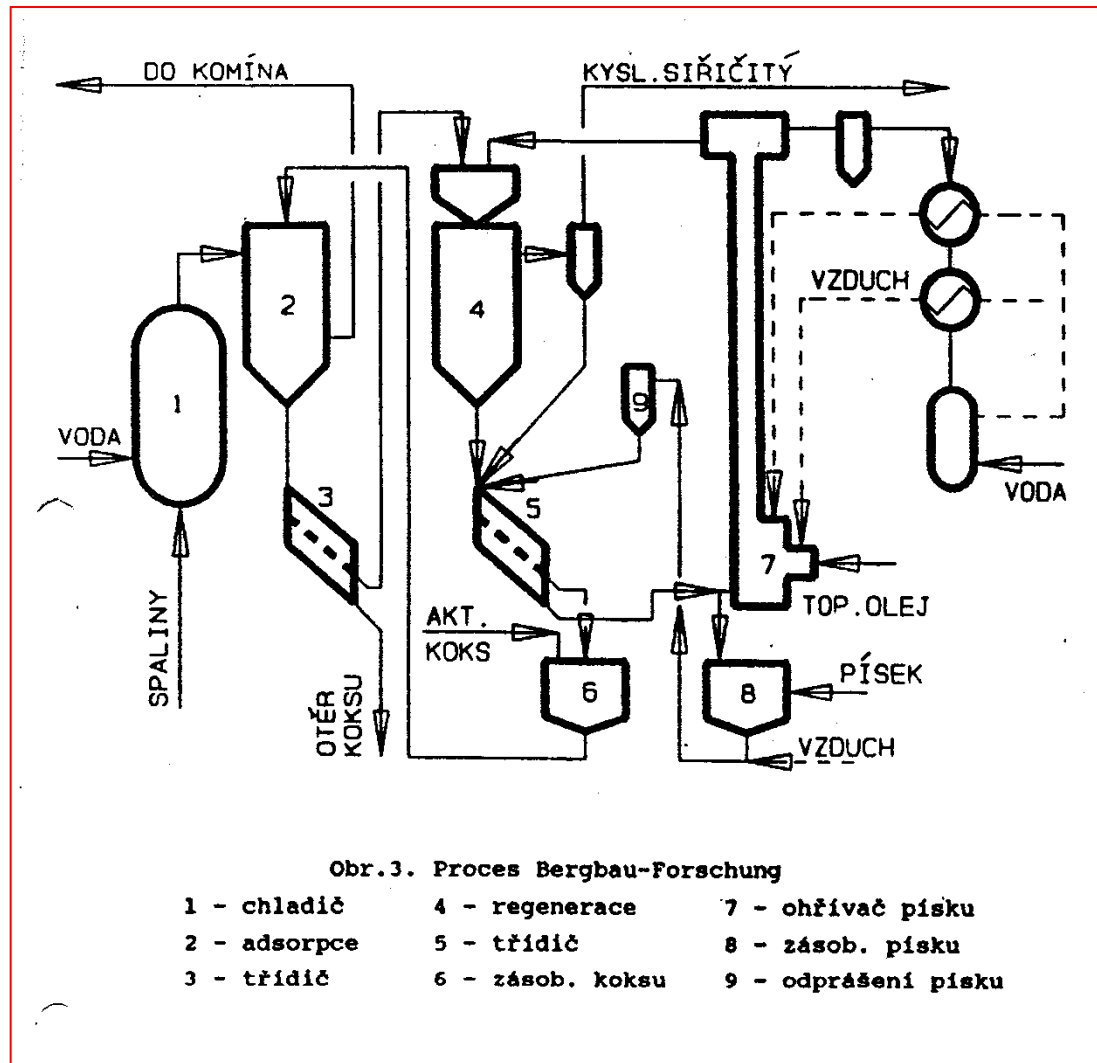 DO KOMÍNA
KYSL.SIŘIČITÝ
VZDUCH
2
4
1
9
VODA
VODA
3
5
7
TOP.OLEJ
AKT.
KOKS
SPALINY
OTĚR
KOKSU
6
8
PÍSEK
VZDUCH
Obr.3. Proces Bergbau-Forschung
1 - chladič 4 - regenerace 7 - ohřívač písku
2 - adsorpce 5 - třídič 8 - zásob. písku
3 - třídič 6 - zásob. koksu 9 - odprášení písku